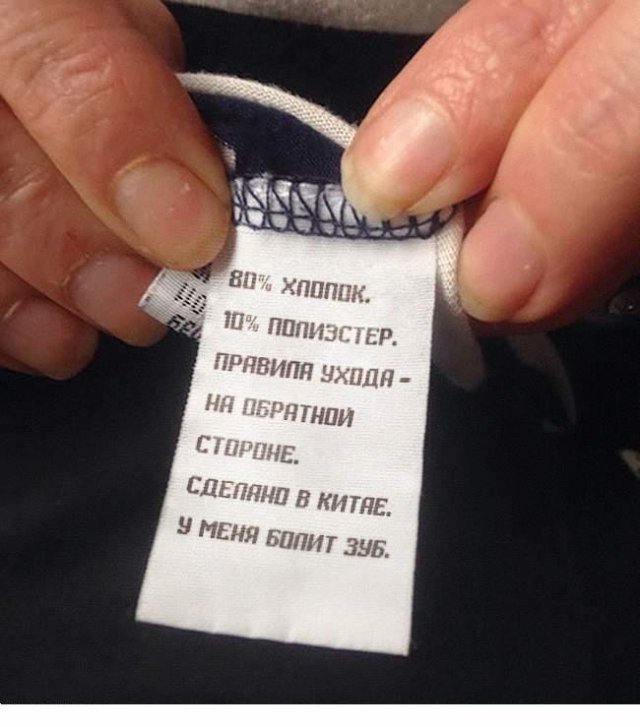 80% ХЛОПОК.
10% ПОЛИЭСТЕР.
ПРАВИЛА УХОДА -
НА ОБРАТНОЙ
СТОРОНЕ.
СДЕЛАНО В КИТАЕ.
У МЕНЯ БОЛИТ ЗУБ.